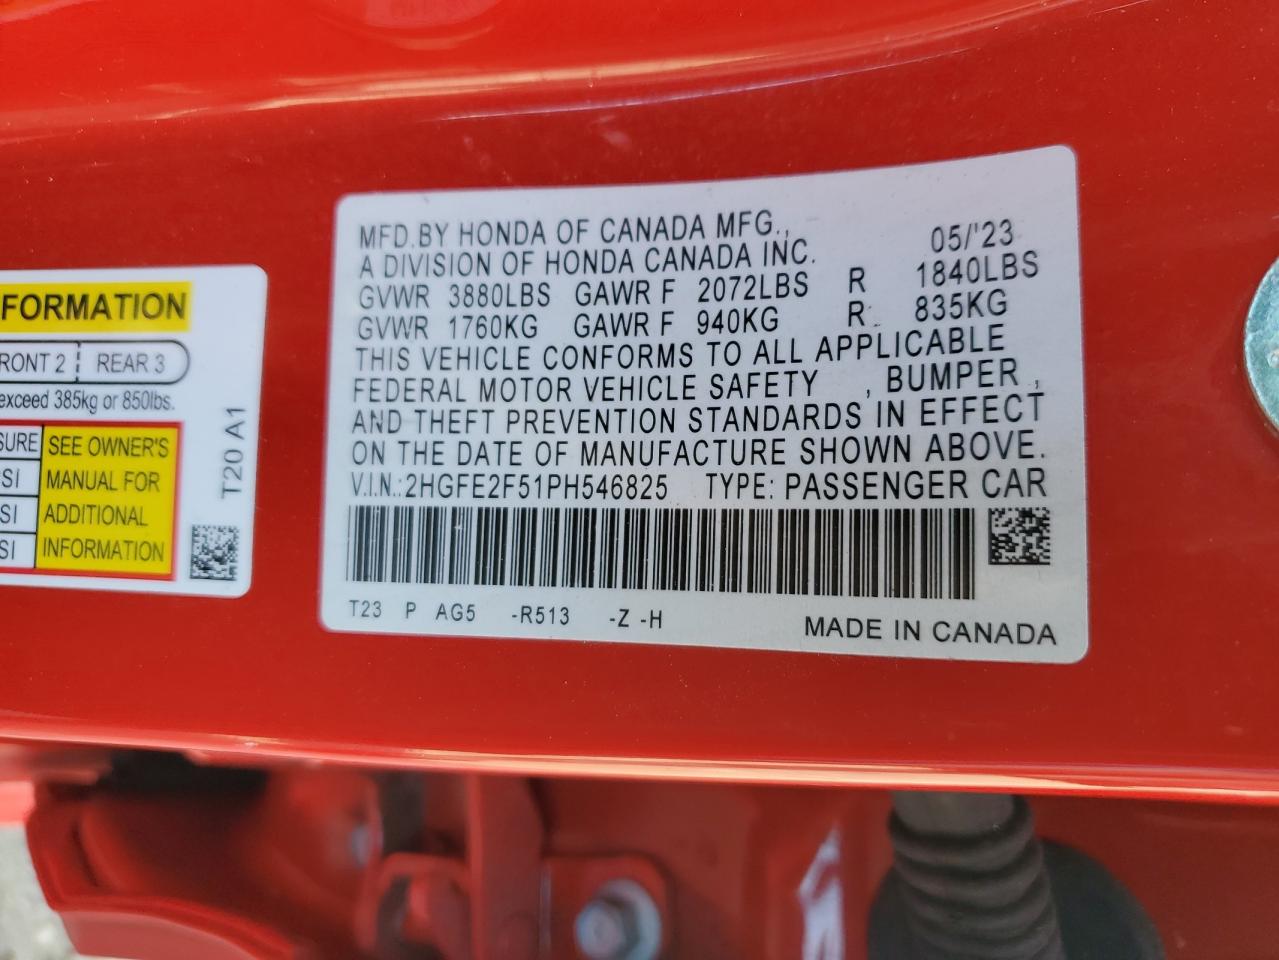 FORMATION
FRONT 2 REAR 3
exceed 385kg or 850lbs.
SEE OWNER'S
MANUAL FOR
ADDITIONAL
INFORMATION
SI
SI
SI
T20 A1
MFD.BY HONDA OF CANADA MFG., 05/'23
A DIVISION OF HONDA CANADA INC.
GVWR 3880LBS GAWR F 2072LBS R 1840LBS
GVWR 1760KG GAWR F 940KG R 835KG
THIS VEHICLE CONFORMS TO ALL APPLICABLE
FEDERAL MOTOR VEHICLE SAFETY , BUMPER ,
AND THEFT PREVENTION STANDARDS IN EFFECT
ON THE DATE OF MANUFACTURE SHOWN ABOVE.
V.I.N.: 2HGFE2F51PH546825 TYPE: PASSENGER CAR
T23 P AG5 -R513 -Z -H MADE IN CANADA